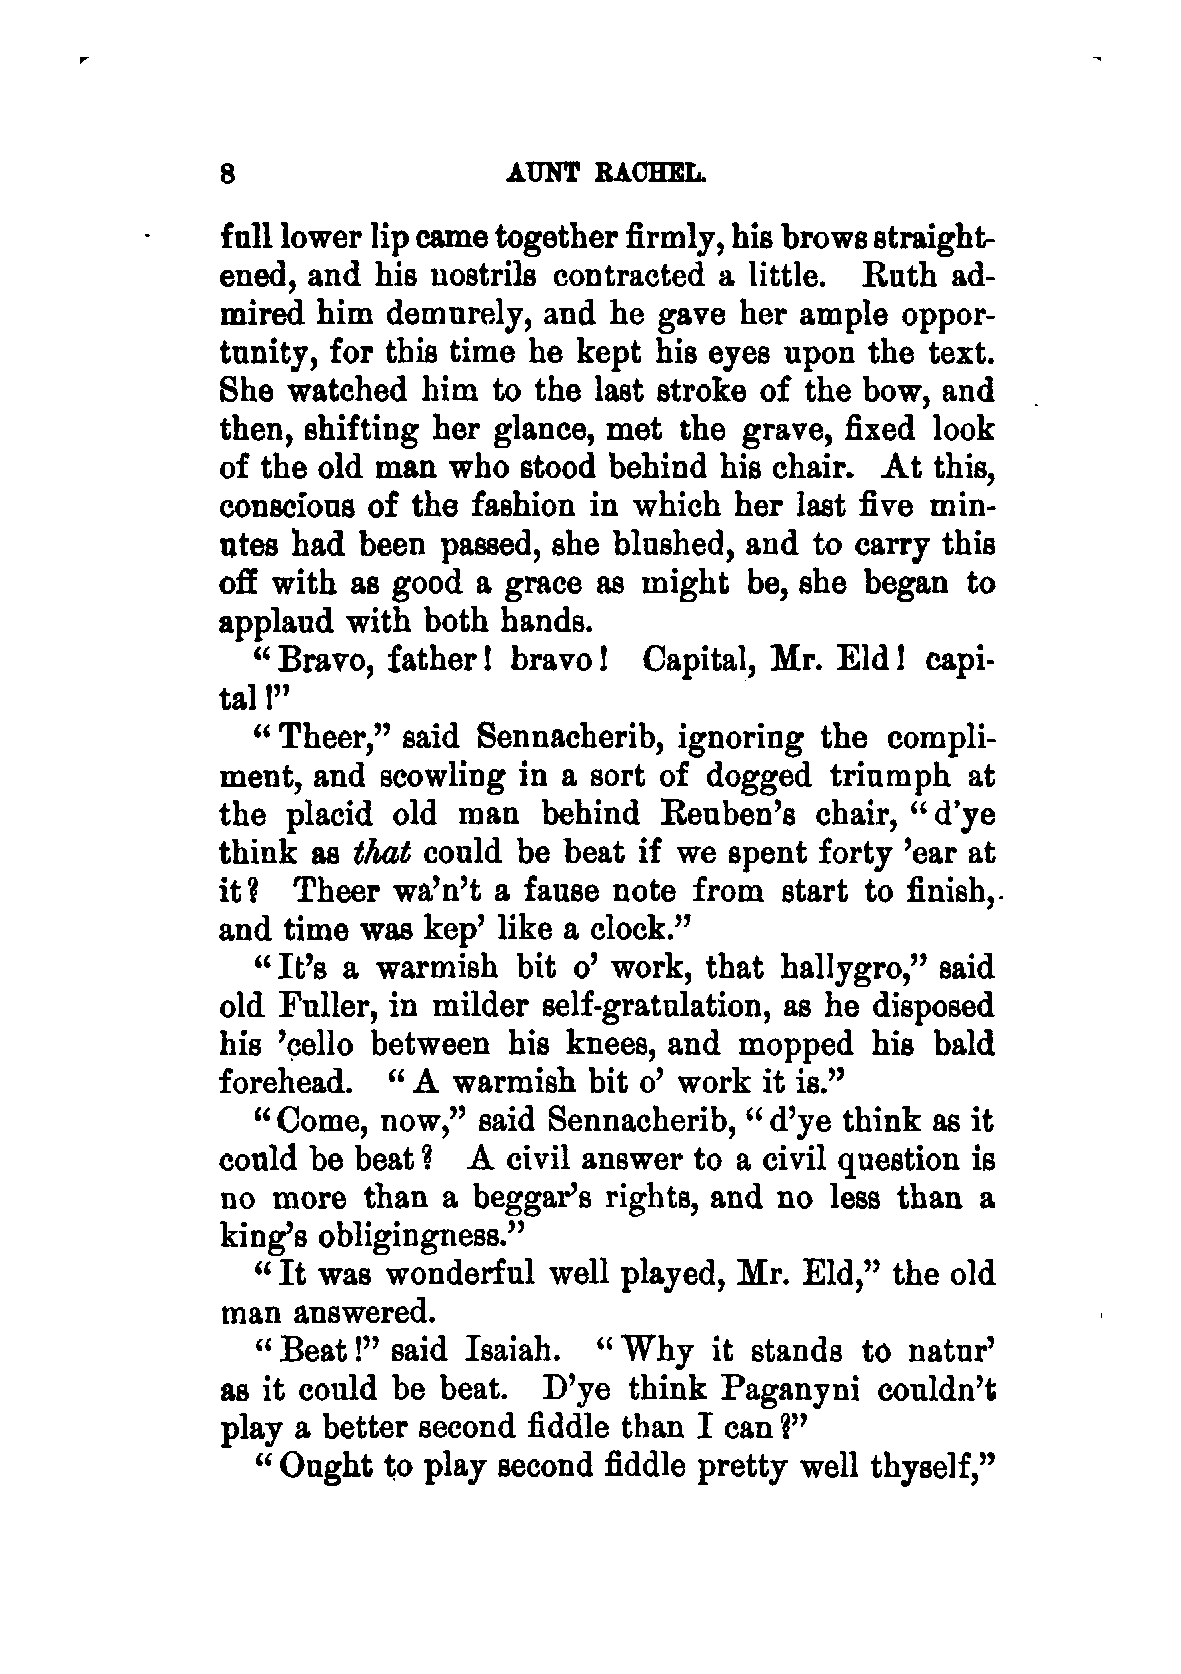 8 AUNT RACHEL.
full lower lip came together firmly, his brows straight-
ened, and his nostrils contracted a little. Ruth ad-
mired him demurely, and he gave her ample oppor-
tunity, for this time he kept his eyes upon the text.
She watched him to the last stroke of the bow, and
then, shifting her glance, met the grave, fixed look
of the old man who stood behind his chair. At this,
conscious of the fashion in which her last five min-
utes had been passed, she blushed, and to carry this
off with as good a grace as might be, she began to
applaud with both hands.
“Bravo, father! bravo! Capital, Mr. Eld! capi-
tal!”
“Theer,” said Sennacherib, ignoring the compli-
ment, and scowling in a sort of dogged triumph at
the placid old man behind Reuben’s chair, “d’ye
think as that could be beat if we spent forty ’ear at
it? Theer wa’n’t a fause note from start to finish,
and time was kep’ like a clock.”
“It’s a warmish bit o’ work, that hallygro,” said
old Fuller, in milder self-gratulation, as he disposed
his ’cello between his knees, and mopped his bald
forehead. “A warmish bit o’ work it is.”
“Come, now,” said Sennacherib, “d’ye think as it
could be beat? A civil answer to a civil question is
no more than a beggar’s rights, and no less than a
king’s obligingness.”
“It was wonderful well played, Mr. Eld,” the old
man answered.
“Beat!” said Isaiah. “Why it stands to natur’
as it could be beat. D’ye think Paganyni couldn’t
play a better second fiddle than I can?”
“Ought to play second fiddle pretty well thyself,”